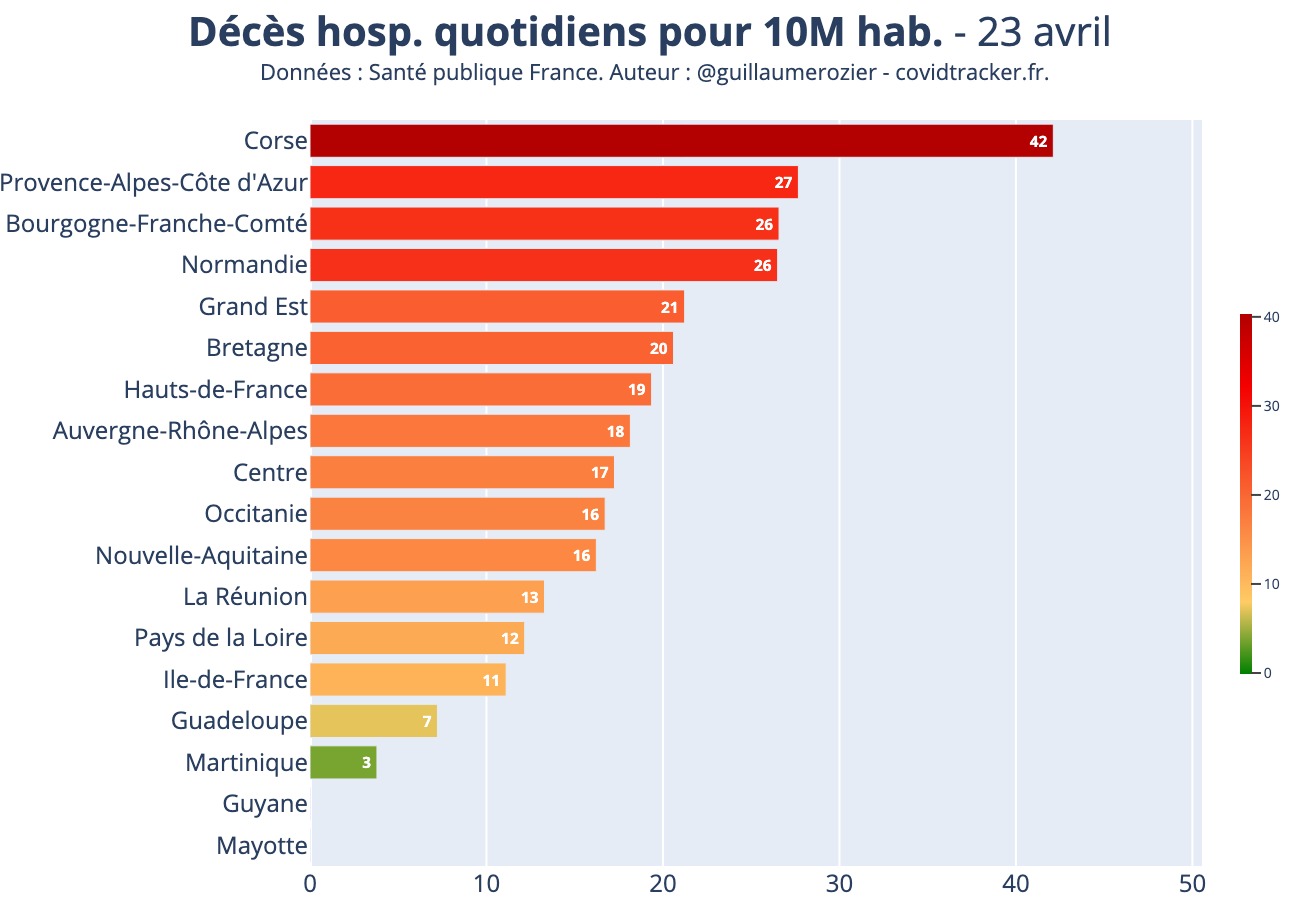 Décès hosp. quotidiens pour 10M hab. - 23 avril
Données : Santé publique France. Auteur : @guillaumerozier - covidtracker.fr.
Corse 42
Provence-Alpes-Côte d'Azur 27
Bourgogne-Franche-Comté 26
Normandie 26
Grand Est 21
Bretagne 20
Hauts-de-France 19
Auvergne-Rhône-Alpes 18
Centre 17
Occitanie 16
Nouvelle-Aquitaine 16
La Réunion 13
Pays de la Loire 12
Ile-de-France 11
Guadeloupe 7
Martinique 3
Guyane
Mayotte
0 10 20 30 40 50
40
30
20
10
0